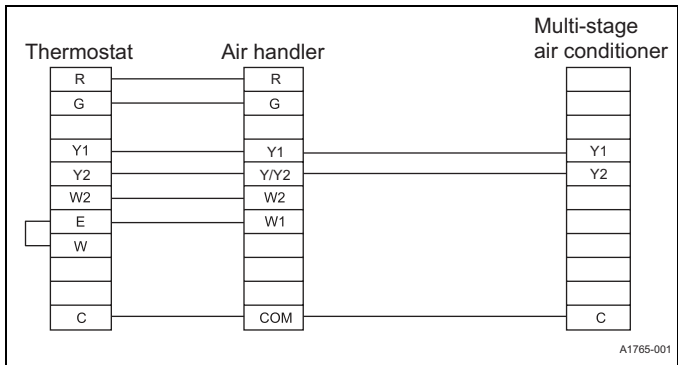 Multi-stage
Thermostat Air handler air conditioner
R R
G G
Y1 Y1 Y1
Y2 Y/Y2 Y2
W2 W2
E W1
W
C COM C
A1765-001